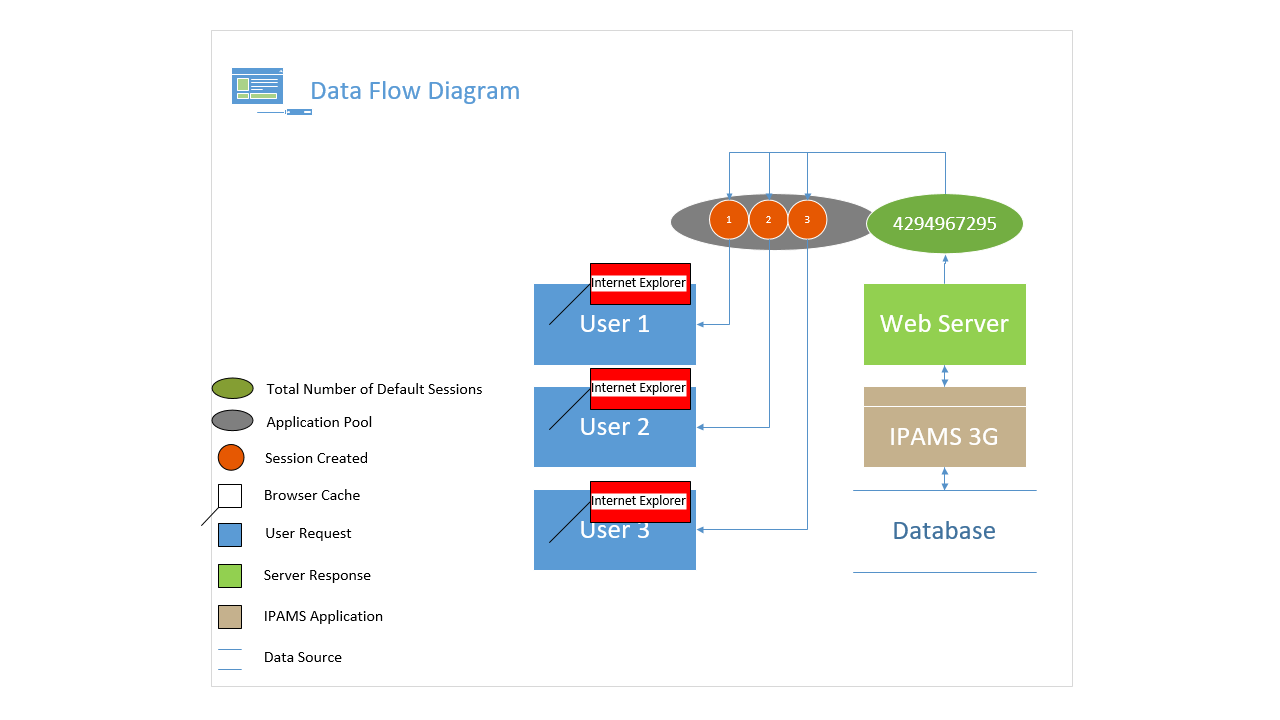 Data Flow Diagram
1
2
3
4294967295
Internet Explorer
User 1
Web Server
Internet Explorer
User 2
IPAMS 3G
Internet Explorer
User 3
Database
Total Number of Default Sessions
Application Pool
Session Created
Browser Cache
User Request
Server Response
IPAMS Application
Data Source